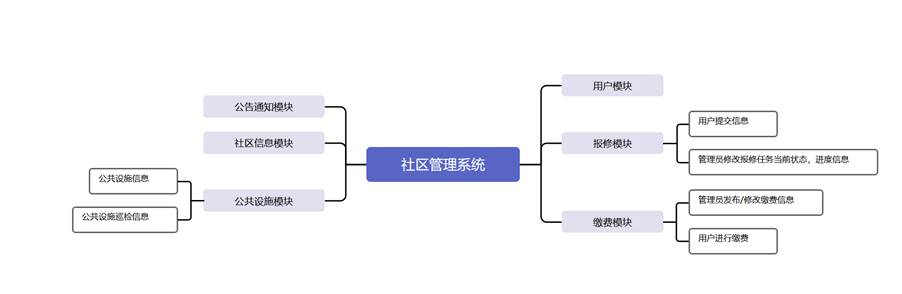 社区管理系统
公告通知模块
社区信息模块
公共设施模块
公共设施信息
公共设施巡检信息
用户模块
报修模块
用户提交信息
管理员修改报修任务当前状态，进度信息
缴费模块
管理员发布/修改缴费信息
用户进行缴费